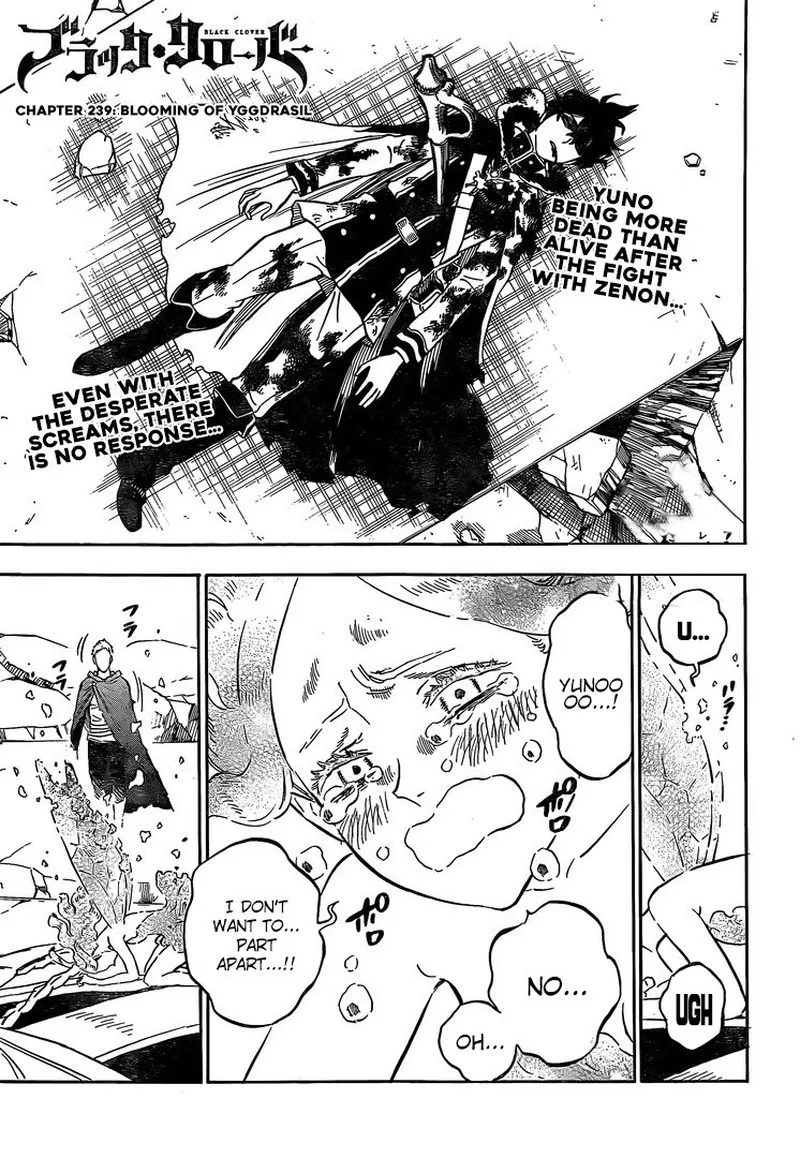 ブラック・クローバー
BLACK CLOVER
CHAPTER 239: BLOOMING OF YGGDRASIL
YUNO
BEING MORE
DEAD THAN
ALIVE AFTER
THE FIGHT
WITH ZENON...
EVEN WITH
THE DESPERATE
SCREAMS, THERE
IS NO RESPONSE...
U...
UGH
YUNOO
OO...!
ポロ
NO...
OH...
ポロ
I DON'T
WANT TO...
PART
APART...!!
フラ
フラ